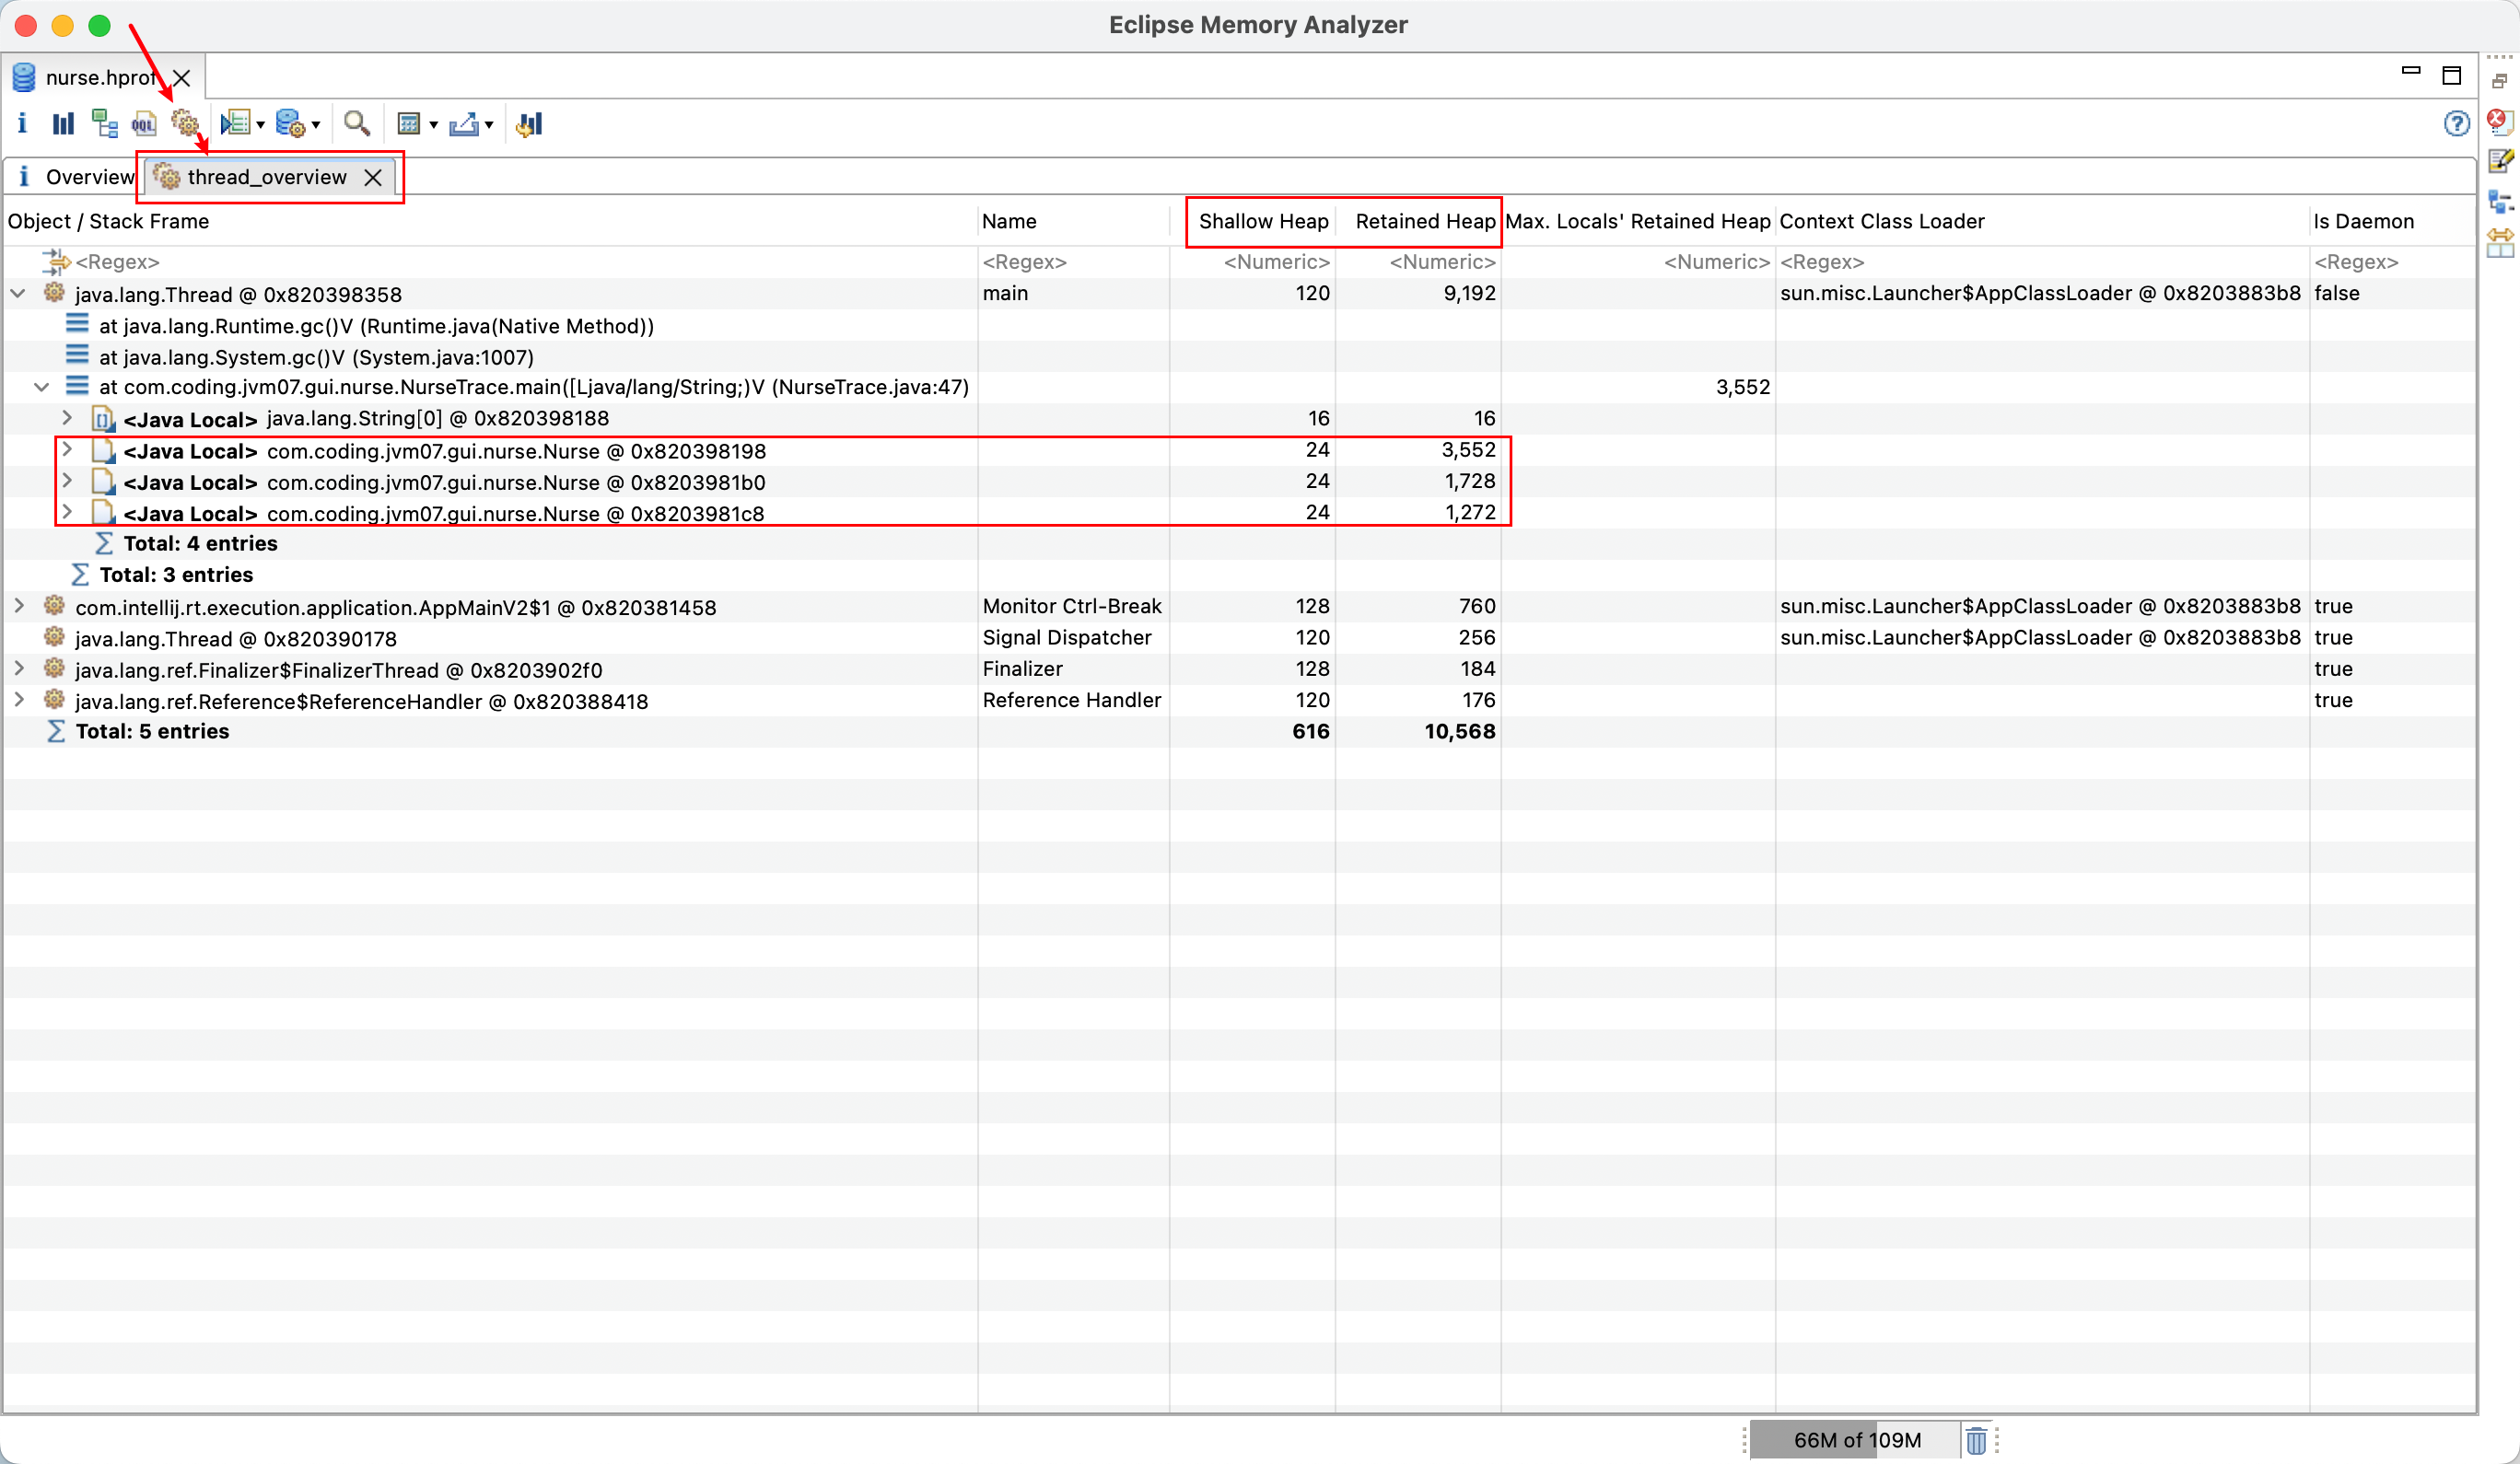 Eclipse Memory Analyzer
nurse.hprof
i OQL ?
i Overview thread_overview
Object / Stack Frame Name Shallow Heap Retained Heap Max. Locals' Retained Heap Context Class Loader Is Daemon
<Regex> <Regex> <Numeric> <Numeric> <Numeric> <Regex> <Regex>
java.lang.Thread @ 0x820398358 main 120 9,192 sun.misc.Launcher$AppClassLoader @ 0x8203883b8 false
at java.lang.Runtime.gc()V (Runtime.java(Native Method))
at java.lang.System.gc()V (System.java:1007)
at com.coding.jvm07.gui.nurse.NurseTrace.main([Ljava/lang/String;)V (NurseTrace.java:47) 3,552
<Java Local> java.lang.String[0] @ 0x820398188 16 16
<Java Local> com.coding.jvm07.gui.nurse.Nurse @ 0x820398198 24 3,552
<Java Local> com.coding.jvm07.gui.nurse.Nurse @ 0x8203981b0 24 1,728
<Java Local> com.coding.jvm07.gui.nurse.Nurse @ 0x8203981c8 24 1,272
Total: 4 entries
Total: 3 entries
com.intellij.rt.execution.application.AppMainV2$1 @ 0x820381458 Monitor Ctrl-Break 128 760 sun.misc.Launcher$AppClassLoader @ 0x8203883b8 true
java.lang.Thread @ 0x820390178 Signal Dispatcher 120 256 sun.misc.Launcher$AppClassLoader @ 0x8203883b8 true
java.lang.ref.Finalizer$FinalizerThread @ 0x8203902f0 Finalizer 128 184 true
java.lang.ref.Reference$ReferenceHandler @ 0x820388418 Reference Handler 120 176 true
Total: 5 entries 616 10,568
66M of 109M